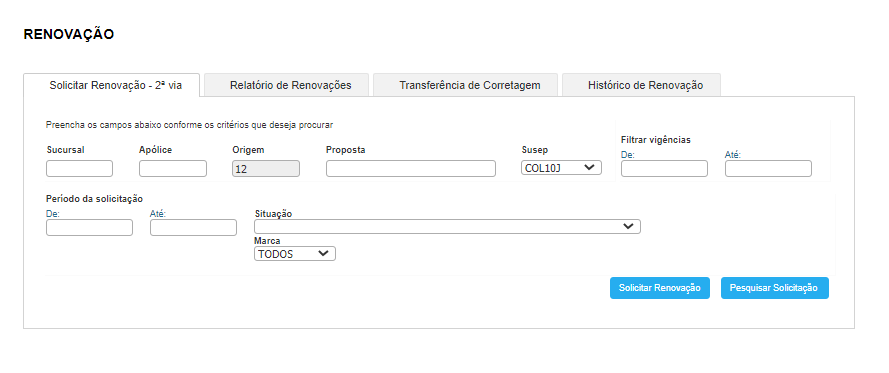 RENOVAÇÃO
Solicitar Renovação - 2ª via
Relatório de Renovações
Transferência de Corretagem
Histórico de Renovação
Preencha os campos abaixo conforme os critérios que deseja procurar
Sucursal
Apólice
Origem
12
Proposta
Susep
COL10J
Filtrar vigências
De:
Até:
Período da solicitação
De:
Até:
Situação
Marca
TODOS
Solicitar Renovação
Pesquisar Solicitação